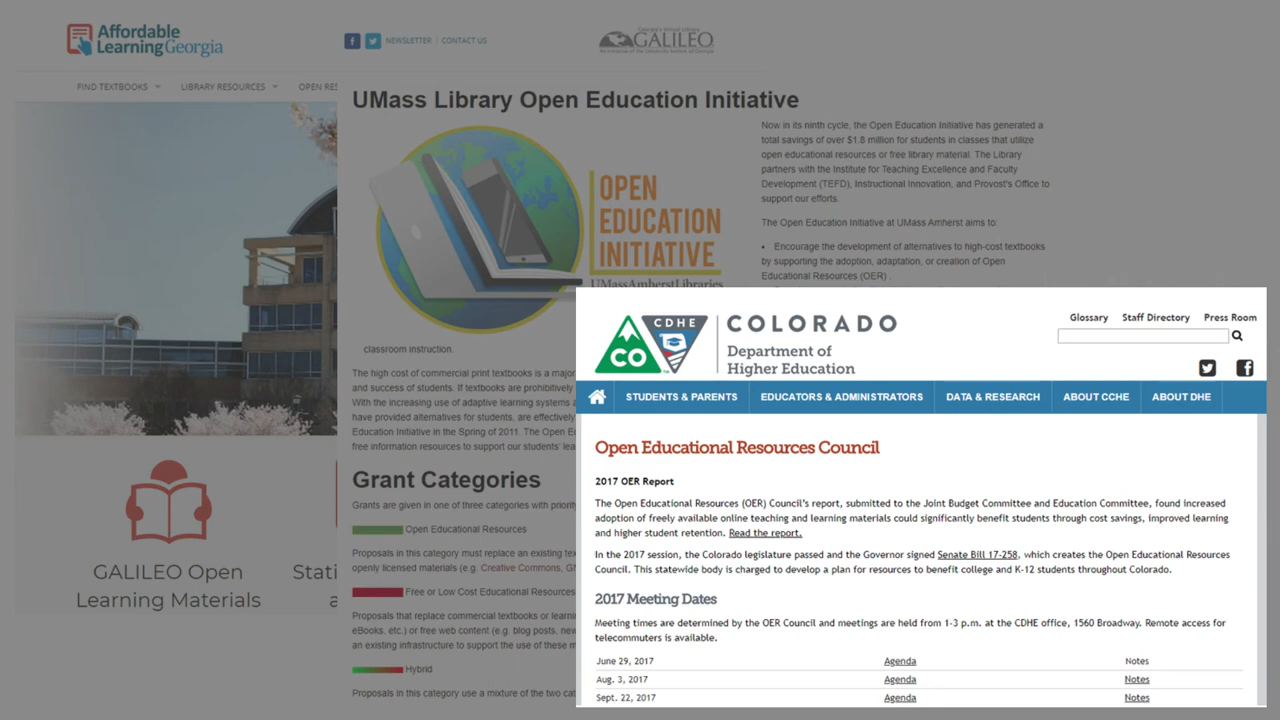 Affordable
LearningGeorgia
NEWSLETTER | CONTACT US
GALILEO
FIND TEXTBOOKS
LIBRARY RESOURCES
OPEN RES
GALILEO Open
Learning Materials
Stati
a
UMass Library Open Education Initiative
OPEN
EDUCATION
INITIATIVE
UMassAmherstLibraries
Now in its ninth cycle, the Open Education Initiative has generated a
total savings of over $1.8 million for students in classes that utilize
open educational resources or free library material. The Library
partners with the Institute for Teaching Excellence and Faculty
Development (TEFD), Instructional Innovation, and Provost's Office to
support our efforts.
The Open Education Initiative at UMass Amherst aims to:
• Encourage the development of alternatives to high-cost textbooks
by supporting the adoption, adaptation, or creation of Open
Educational Resources (OER) .
classroom instruction.
The high cost of commercial print textbooks is a major
and success of students. If textbooks are prohibitively
With the increasing use of adaptive learning systems a
have provided alternatives for students, are effectively
Education Initiative in the Spring of 2011. The Open E
free information resources to support our students' lea
Grant Categories
Grants are given in one of three categories with priority
Open Educational Resources
Proposals in this category must replace an existing tex
openly licensed materials (e.g. Creative Commons, GN
Free or Low Cost Educational Resources
Proposals that replace commercial textbooks or learnin
eBooks, etc.) or free web content (e.g. blog posts, new
an existing infrastructure to support the use of these m
Hybrid
Proposals in this category use a mixture of the two cat
CO
CDHE
COLORADO
Department of
Higher Education
Glossary Staff Directory Press Room
STUDENTS & PARENTS
EDUCATORS & ADMINISTRATORS
DATA & RESEARCH
ABOUT CCHE
ABOUT DHE
Open Educational Resources Council
2017 OER Report
The Open Educational Resources (OER) Council's report, submitted to the Joint Budget Committee and Education Committee, found increased
adoption of freely available online teaching and learning materials could significantly benefit students through cost savings, improved learning
and higher student retention. Read the report.
In the 2017 session, the Colorado legislature passed and the Governor signed Senate Bill 17-258, which creates the Open Educational Resources
Council. This statewide body is charged to develop a plan for resources to benefit college and K-12 students throughout Colorado.
2017 Meeting Dates
Meeting times are determined by the OER Council and meetings are held from 1-3 p.m. at the CDHE office, 1560 Broadway. Remote access for
telecommuters is available.
June 29, 2017 Agenda Notes
Aug. 3, 2017 Agenda Notes
Sept. 22, 2017 Agenda Notes